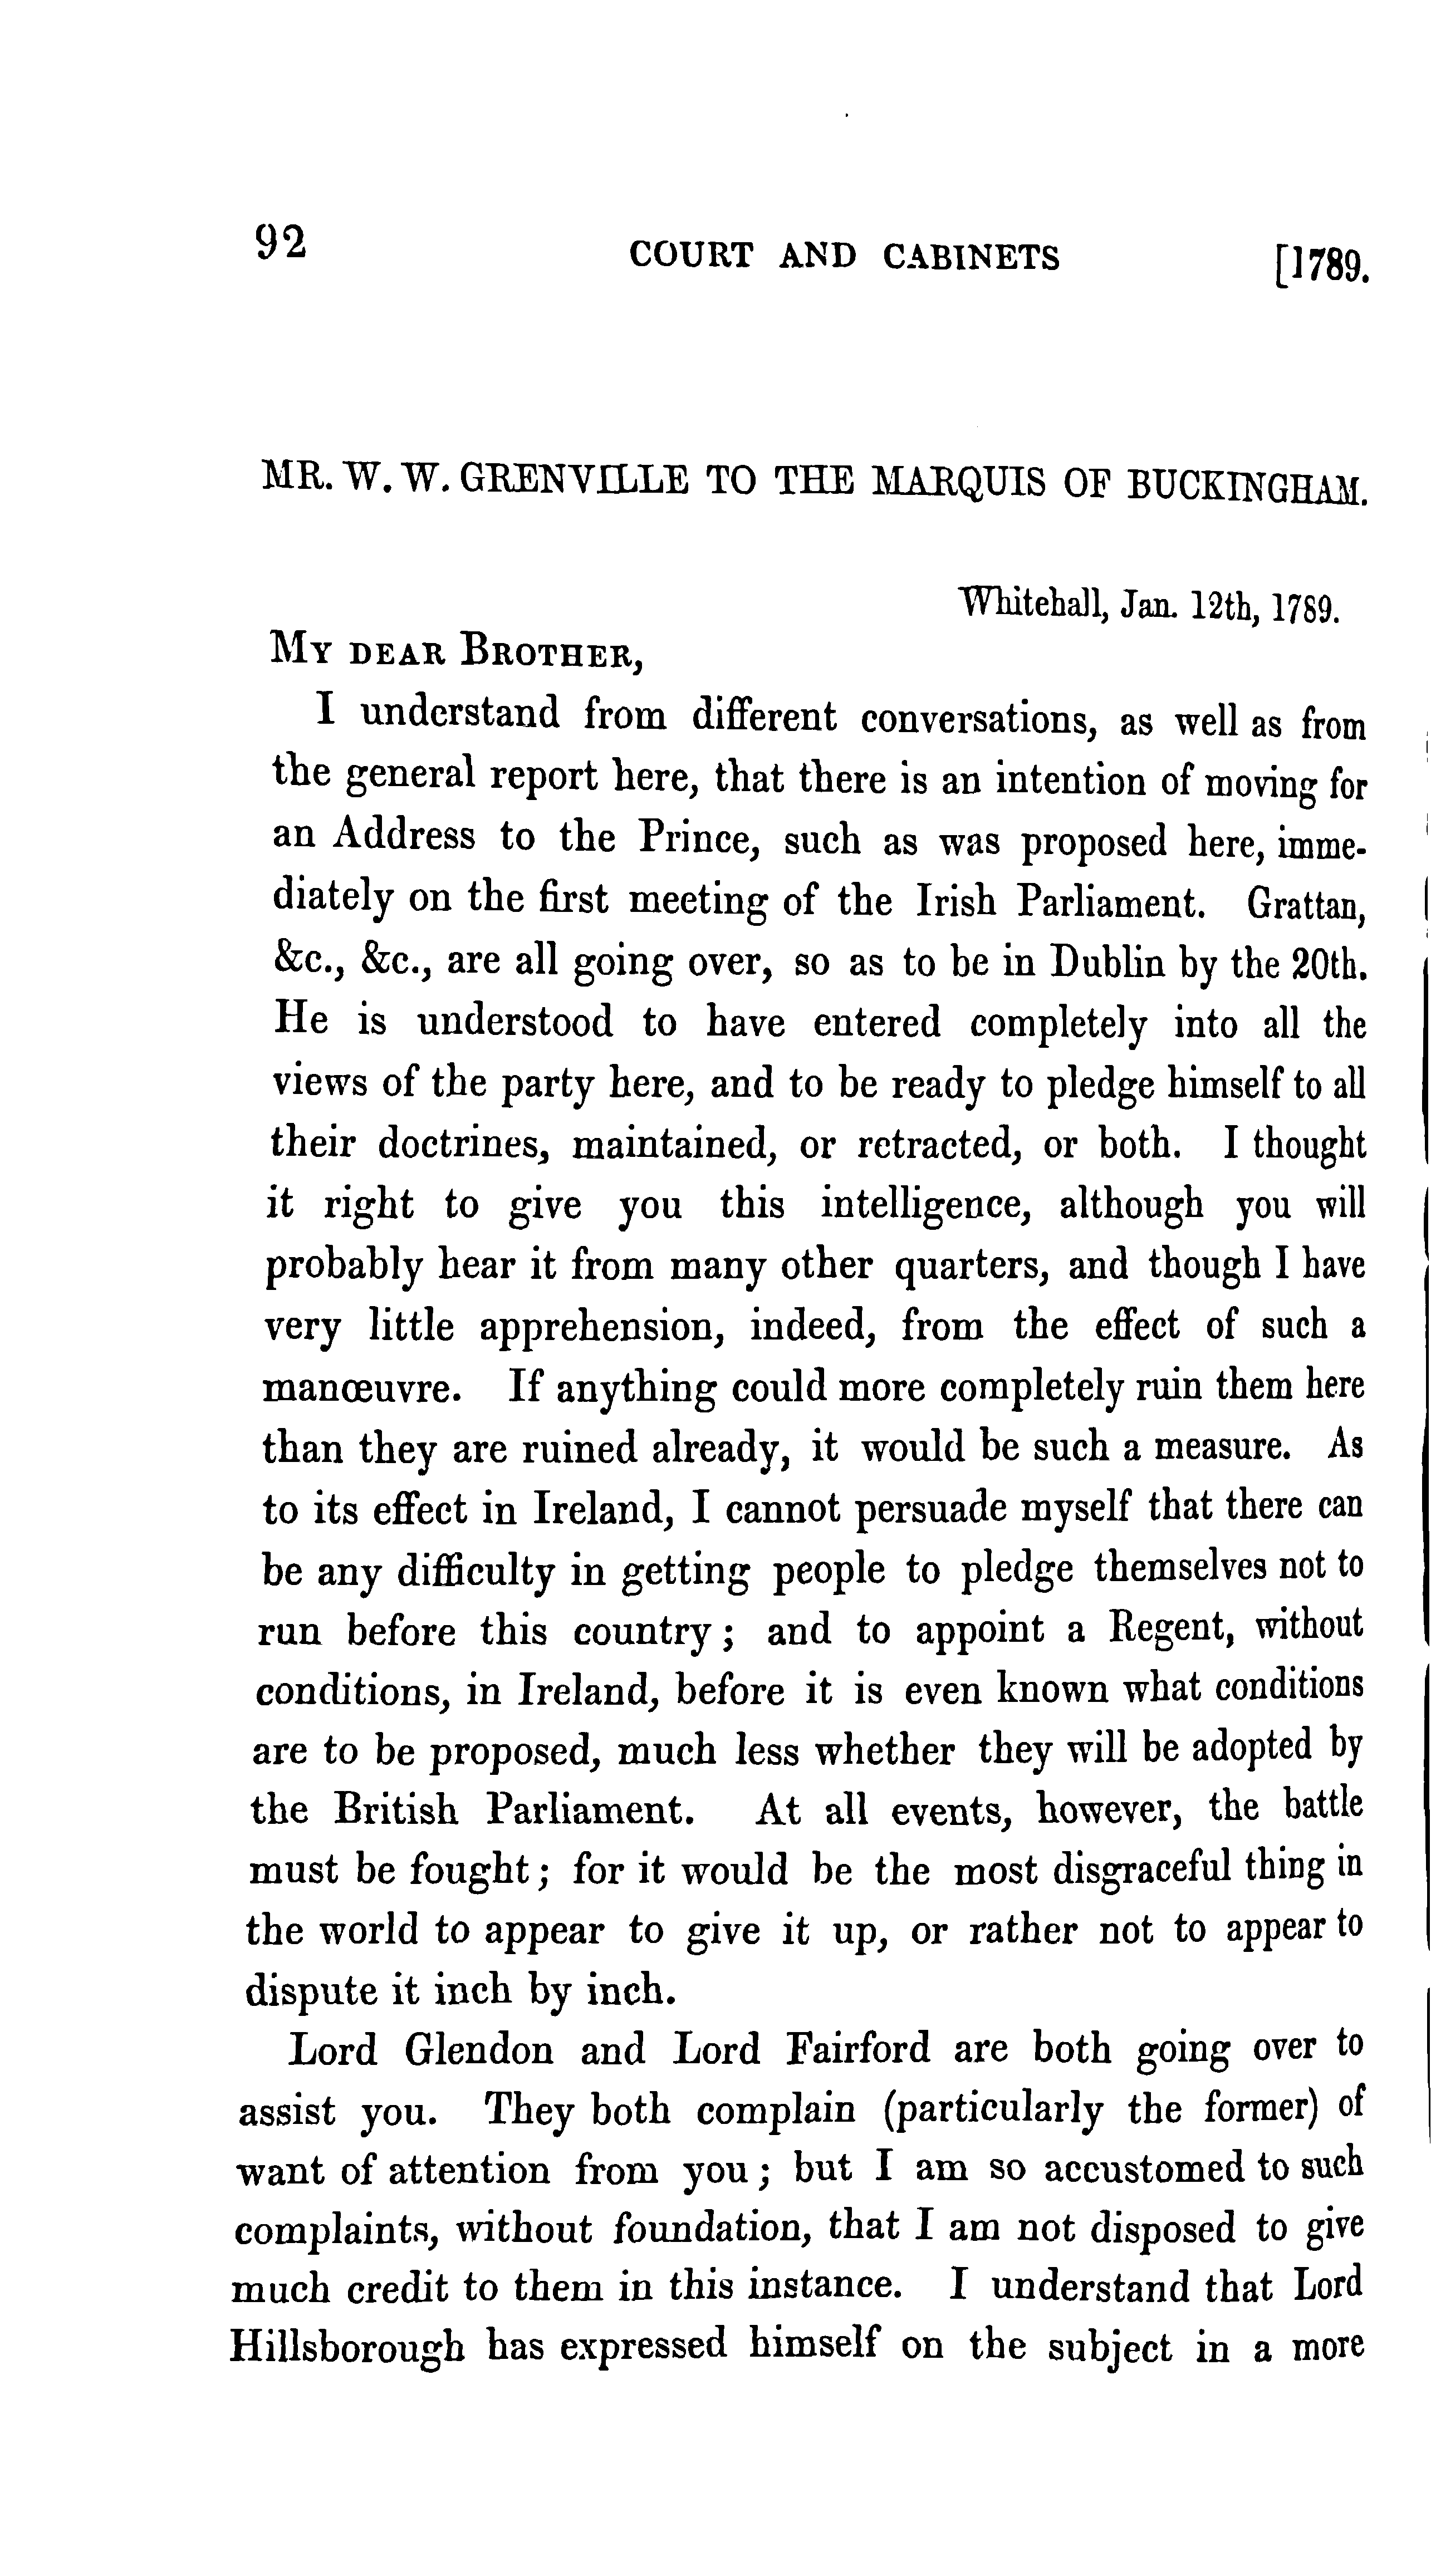 92 COURT AND CABINETS [1789.
MR. W. W. GRENVILLE TO THE MARQUIS OF BUCKINGHAM.
Whitehall, Jan. 12th, 1789.
MY DEAR BROTHER,
I understand from different conversations, as well as from
the general report here, that there is an intention of moving for
an Address to the Prince, such as was proposed here, imme-
diately on the first meeting of the Irish Parliament. Grattan,
&c., &c., are all going over, so as to be in Dublin by the 20th.
He is understood to have entered completely into all the
views of the party here, and to be ready to pledge himself to all
their doctrines, maintained, or retracted, or both. I thought
it right to give you this intelligence, although you will
probably hear it from many other quarters, and though I have
very little apprehension, indeed, from the effect of such a
manœuvre. If anything could more completely ruin them here
than they are ruined already, it would be such a measure. As
to its effect in Ireland, I cannot persuade myself that there can
be any difficulty in getting people to pledge themselves not to
run before this country; and to appoint a Regent, without
conditions, in Ireland, before it is even known what conditions
are to be proposed, much less whether they will be adopted by
the British Parliament. At all events, however, the battle
must be fought; for it would be the most disgraceful thing in
the world to appear to give it up, or rather not to appear to
dispute it inch by inch.
Lord Glendon and Lord Fairford are both going over to
assist you. They both complain (particularly the former) of
want of attention from you; but I am so accustomed to such
complaints, without foundation, that I am not disposed to give
much credit to them in this instance. I understand that Lord
Hillsborough has expressed himself on the subject in a more